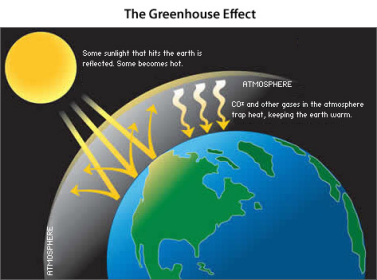 The Greenhouse Effect
Some sunlight that hits the earth is
reflected. Some becomes hot.
ATMOSPHERE
CO² and other gases in the atmosphere
trap heat, keeping the earth warm.
ATMOSPHERE